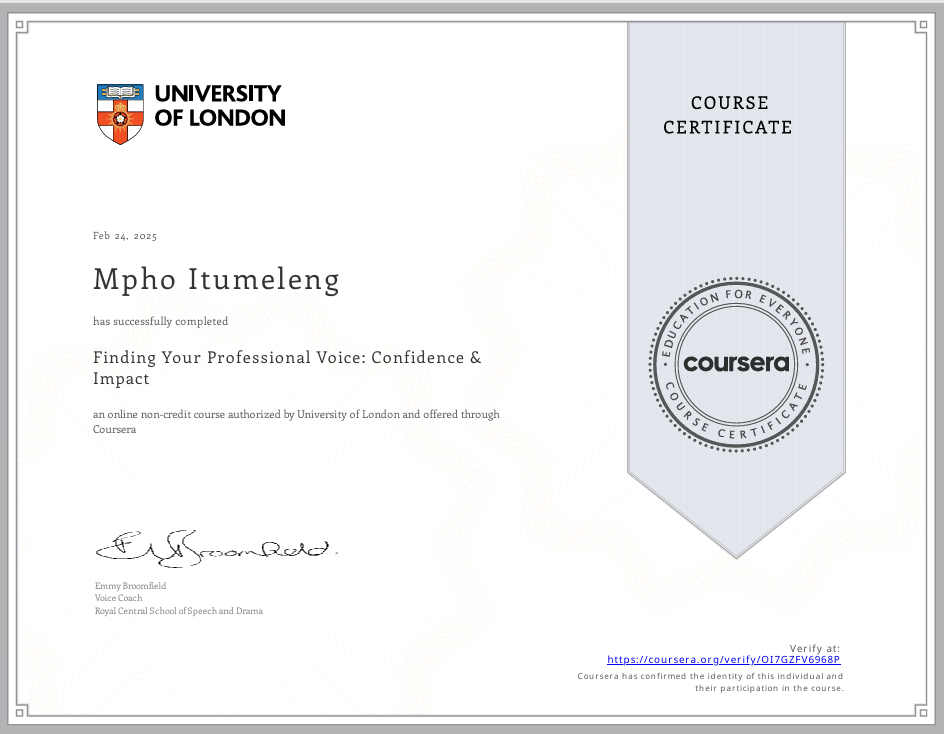 UNIVERSITY
OF LONDON
COURSE
CERTIFICATE
Feb 24, 2025
Mpho Itumeleng
has successfully completed
Finding Your Professional Voice: Confidence &
Impact
an online non-credit course authorized by University of London and offered through
Coursera
EDUCATION FOR EVERYONE
coursera
COURSE CERTIFICATE
Emmy Broomfield
Voice Coach
Royal Central School of Speech and Drama
Verify at:
https://coursera.org/verify/OI7GZFV6968P
Coursera has confirmed the identity of this individual and
their participation in the course.